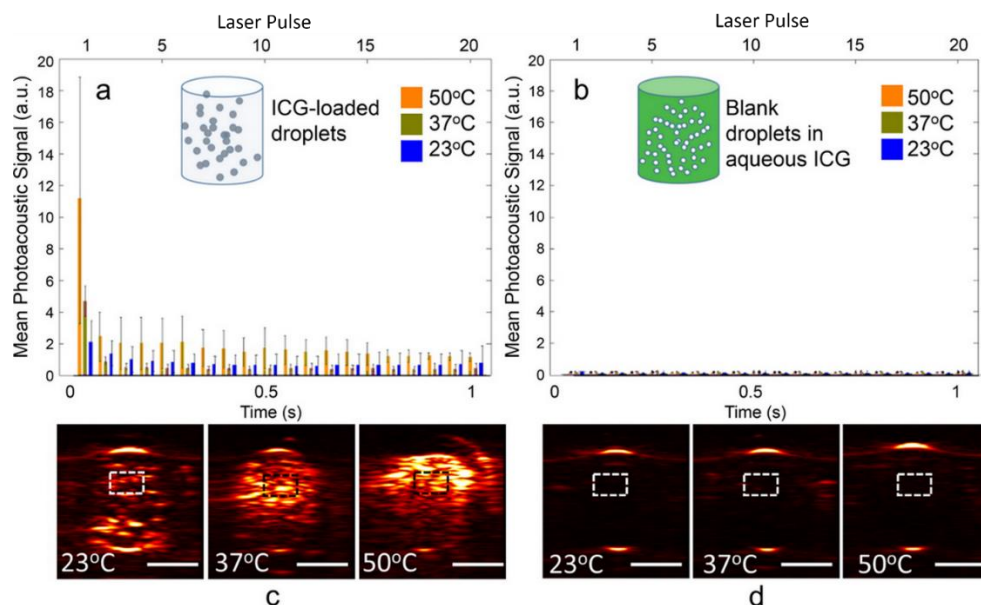 Laser Pulse
1 5 10 15 20
Mean Photoacoustic Signal (a.u.)
20
18
16
14
12
10
8
6
4
2
0
a
ICG-loaded
droplets
50°C
37°C
23°C
0 0.5 1
Time (s)
Laser Pulse
1 5 10 15 20
Mean Photoacoustic Signal (a.u.)
20
18
16
14
12
10
8
6
4
2
0
b
Blank
droplets in
aqueous ICG
50°C
37°C
23°C
0 0.5 1
Time (s)
23°C 37°C 50°C
c
23°C 37°C 50°C
d